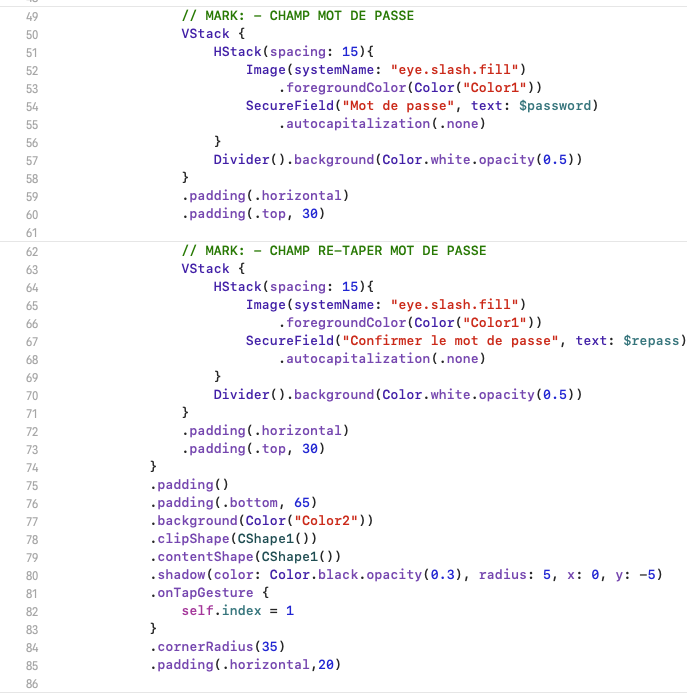 49 // MARK: - CHAMP MOT DE PASSE
50 VStack {
51 HStack(spacing: 15){
52 Image(systemName: "eye.slash.fill")
53 .foregroundColor(Color("Color1"))
54 SecureField("Mot de passe", text: $password)
55 .autocapitalization(.none)
56 }
57 Divider().background(Color.white.opacity(0.5))
58 }
59 .padding(.horizontal)
60 .padding(.top, 30)
61
62 // MARK: - CHAMP RE-TAPER MOT DE PASSE
63 VStack {
64 HStack(spacing: 15){
65 Image(systemName: "eye.slash.fill")
66 .foregroundColor(Color("Color1"))
67 SecureField("Confirmer le mot de passe", text: $repass)
68 .autocapitalization(.none)
69 }
70 Divider().background(Color.white.opacity(0.5))
71 }
72 .padding(.horizontal)
73 .padding(.top, 30)
74 }
75 .padding()
76 .padding(.bottom, 65)
77 .background(Color("Color2"))
78 .clipShape(CShape1())
79 .contentShape(CShape1())
80 .shadow(color: Color.black.opacity(0.3), radius: 5, x: 0, y: -5)
81 .onTapGesture {
82 self.index = 1
83 }
84 .cornerRadius(35)
85 .padding(.horizontal,20)
86